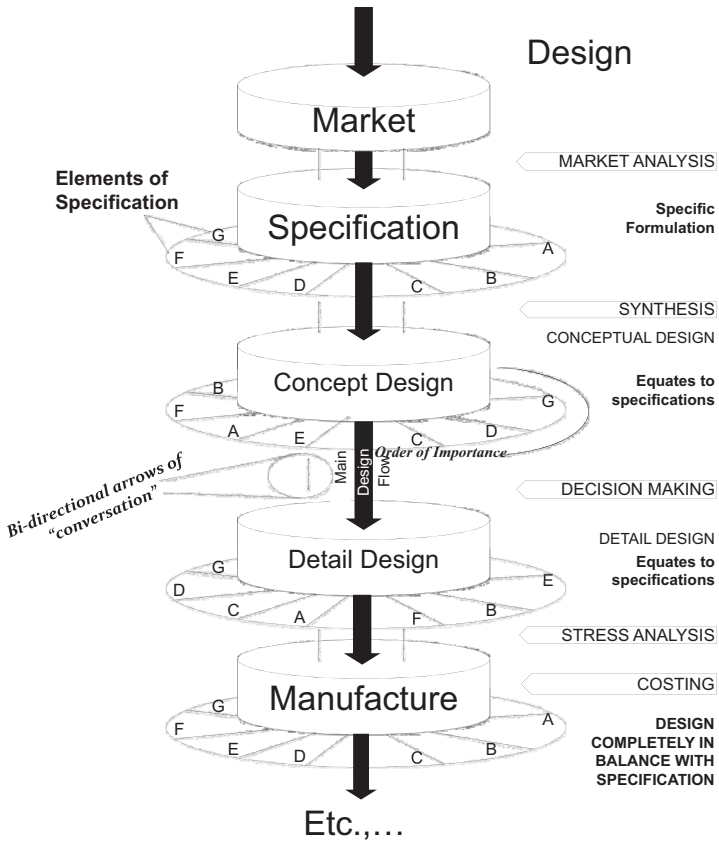 Design
Market
MARKET ANALYSIS
Elements of
Specification
Specific
Formulation
Specification
G
F
E
D
C
B
A
SYNTHESIS
CONCEPTUAL DESIGN
Concept Design
Equates to
specifications
B
F
A
E
C
D
G
Order of Importance
Main
Design
Flow
Bi-directional arrows of
“conversation”
DECISION MAKING
DETAIL DESIGN
Detail Design
Equates to
specifications
G
D
C
A
F
B
E
STRESS ANALYSIS
COSTING
Manufacture
G
F
E
D
C
B
A
DESIGN
COMPLETELY IN
BALANCE WITH
SPECIFICATION
Etc.,…